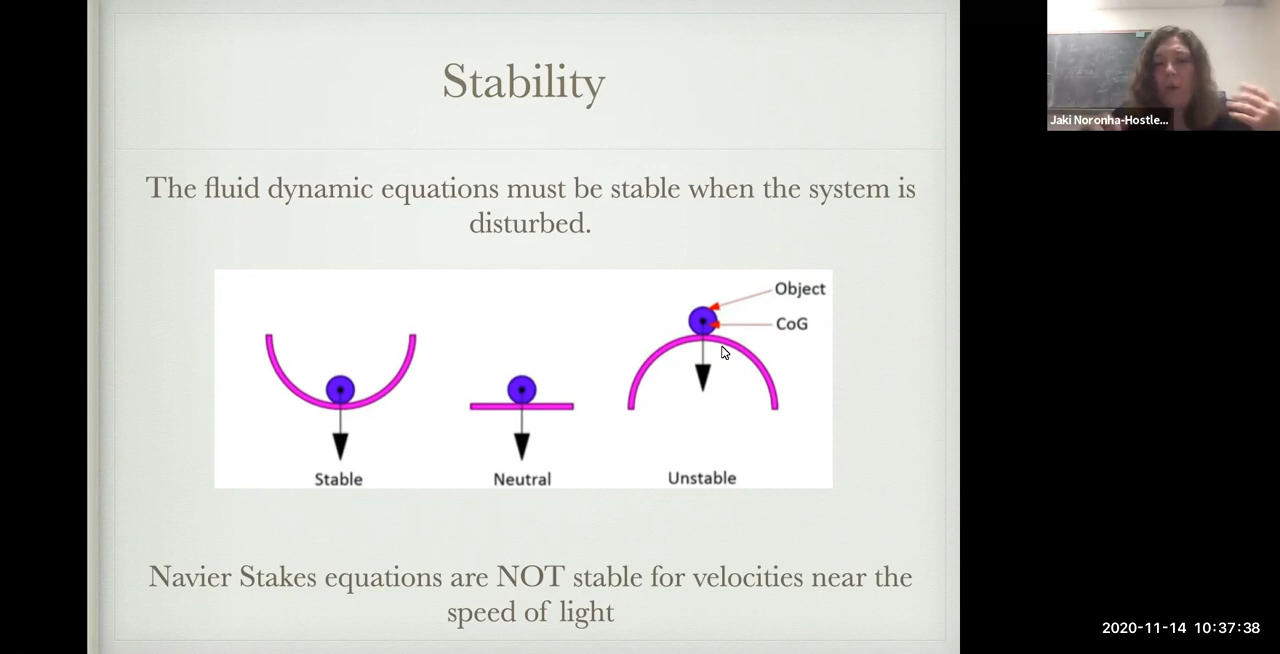 Stability
The fluid dynamic equations must be stable when the system is
disturbed.
Object
CoG
Stable
Neutral
Unstable
Navier Stakes equations are NOT stable for velocities near the
speed of light
Jaki Noronha-Hostle...
2020-11-14 10:37:38